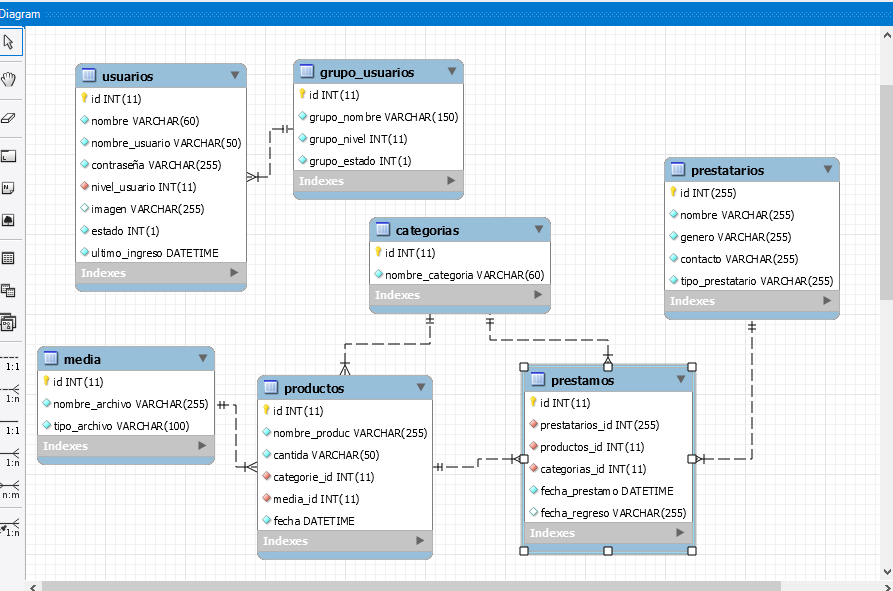 Diagram
usuarios
id INT(11)
nombre VARCHAR(60)
nombre_usuario VARCHAR(50)
contraseña VARCHAR(255)
nivel_usuario INT(11)
imagen VARCHAR(255)
estado INT(1)
ultimo_ingreso DATETIME
Indexes
grupo_usuarios
id INT(11)
grupo_nombre VARCHAR(150)
grupo_nivel INT(11)
grupo_estado INT(1)
Indexes
categorias
id INT(11)
nombre_categoria VARCHAR(60)
Indexes
prestatarios
id INT(255)
nombre VARCHAR(255)
genero VARCHAR(255)
contacto VARCHAR(255)
tipo_prestatario VARCHAR(255)
Indexes
media
id INT(11)
nombre_archivo VARCHAR(255)
tipo_archivo VARCHAR(100)
Indexes
productos
id INT(11)
nombre_produc VARCHAR(255)
cantida VARCHAR(50)
categorie_id INT(11)
media_id INT(11)
fecha DATETIME
Indexes
prestamos
id INT(11)
prestatarios_id INT(255)
productos_id INT(11)
categorias_id INT(11)
fecha_prestamo DATETIME
fecha_regreso VARCHAR(255)
Indexes
1:1
1:n
1:1
1:n
n:m
1:n